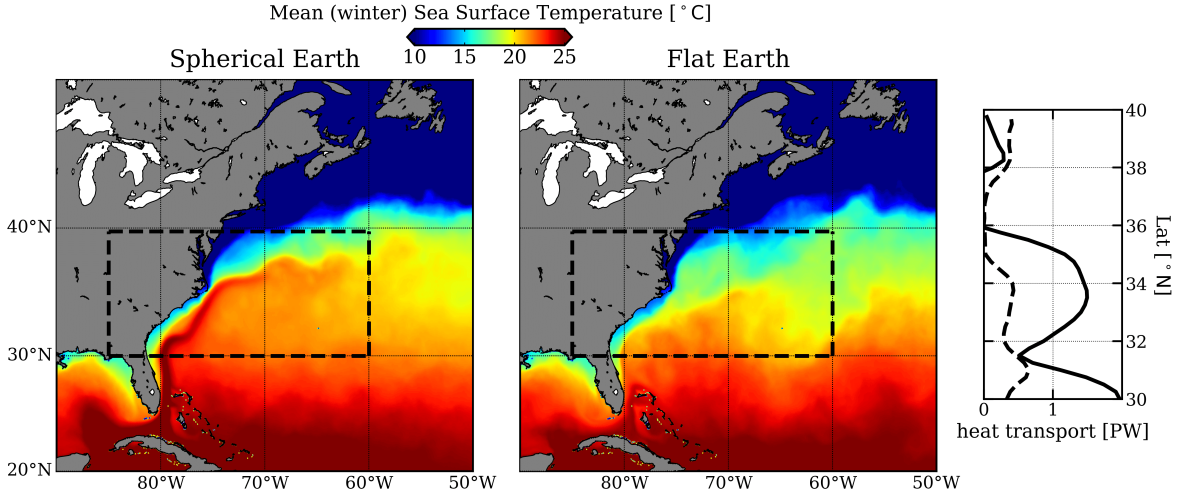 Mean (winter) Sea Surface Temperature [°C]
10 15 20 25
Spherical Earth
Flat Earth
40°N
30°N
20°N
80°W 70°W 60°W 50°W
80°W 70°W 60°W 50°W
40
38
36
34
32
30
Lat [°N]
0 1
heat transport [PW]